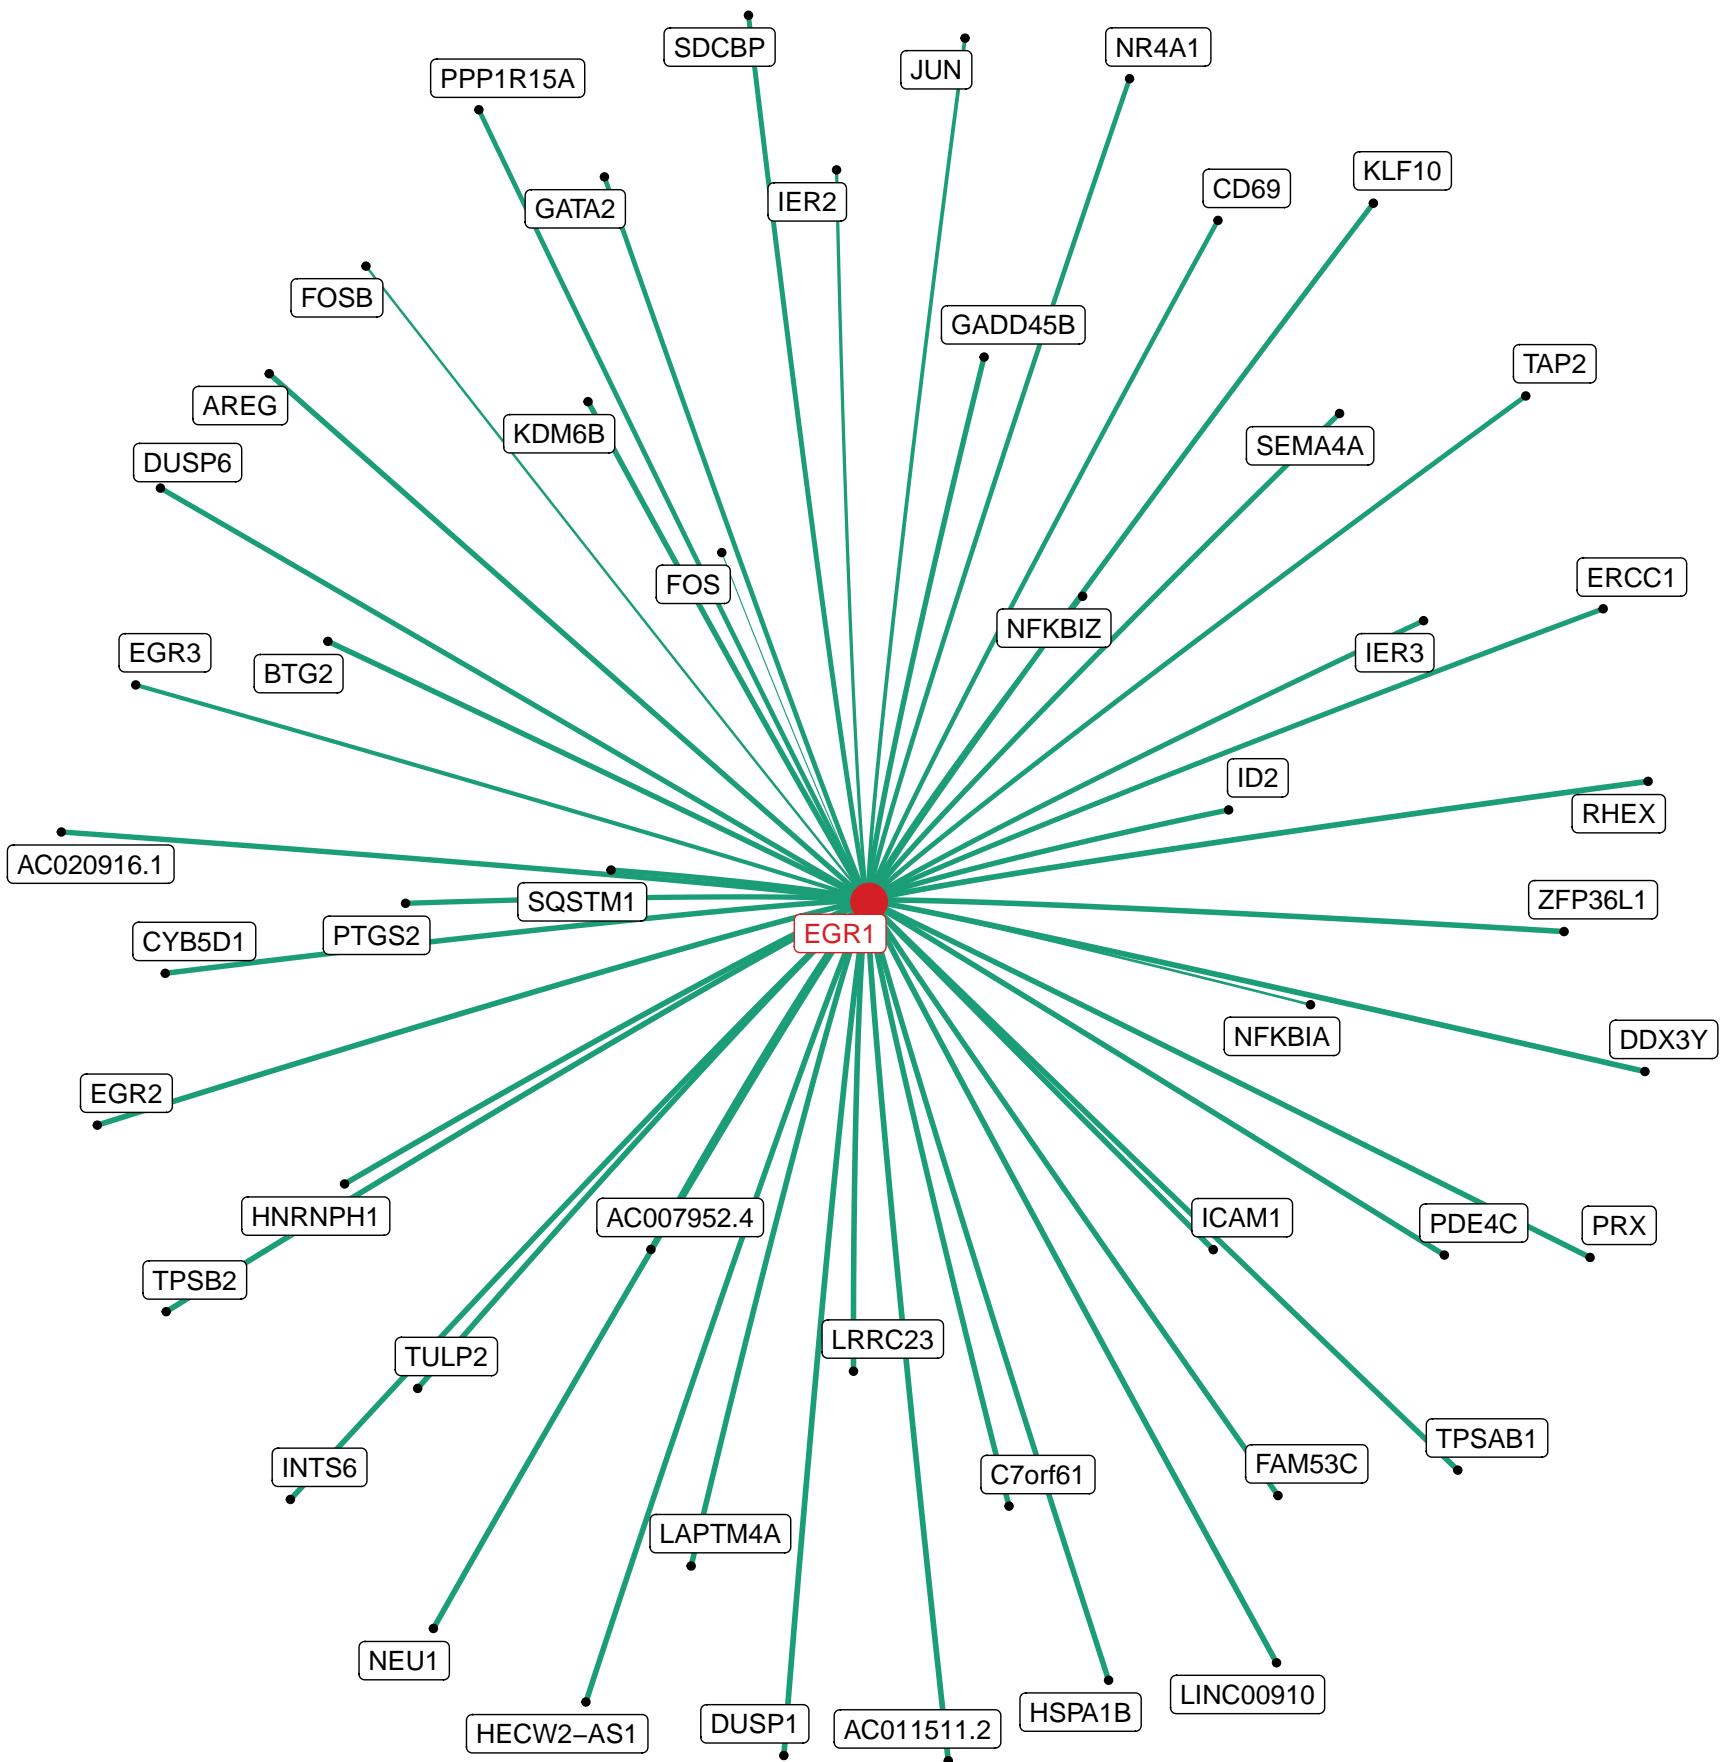 SDCBP
JUN
NR4A1
PPP1R15A
KLF10
CD69
IER2
GATA2
FOSB
GADD45B
TAP2
AREG
KDM6B
SEMA4A
DUSP6
ERCC1
FOS
NFKBIZ
EGR3
IER3
BTG2
ID2
RHEX
AC020916.1
ZFP36L1
SQSTM1
EGR1
PTGS2
CYB5D1
NFKBIA
DDX3Y
EGR2
HNRNPH1
AC007952.4
ICAM1
PDE4C
PRX
TPSB2
LRRC23
TULP2
TPSAB1
FAM53C
INTS6
C7orf61
LAPTM4A
NEU1
LINC00910
HSPA1B
DUSP1
AC011511.2
HECW2−AS1